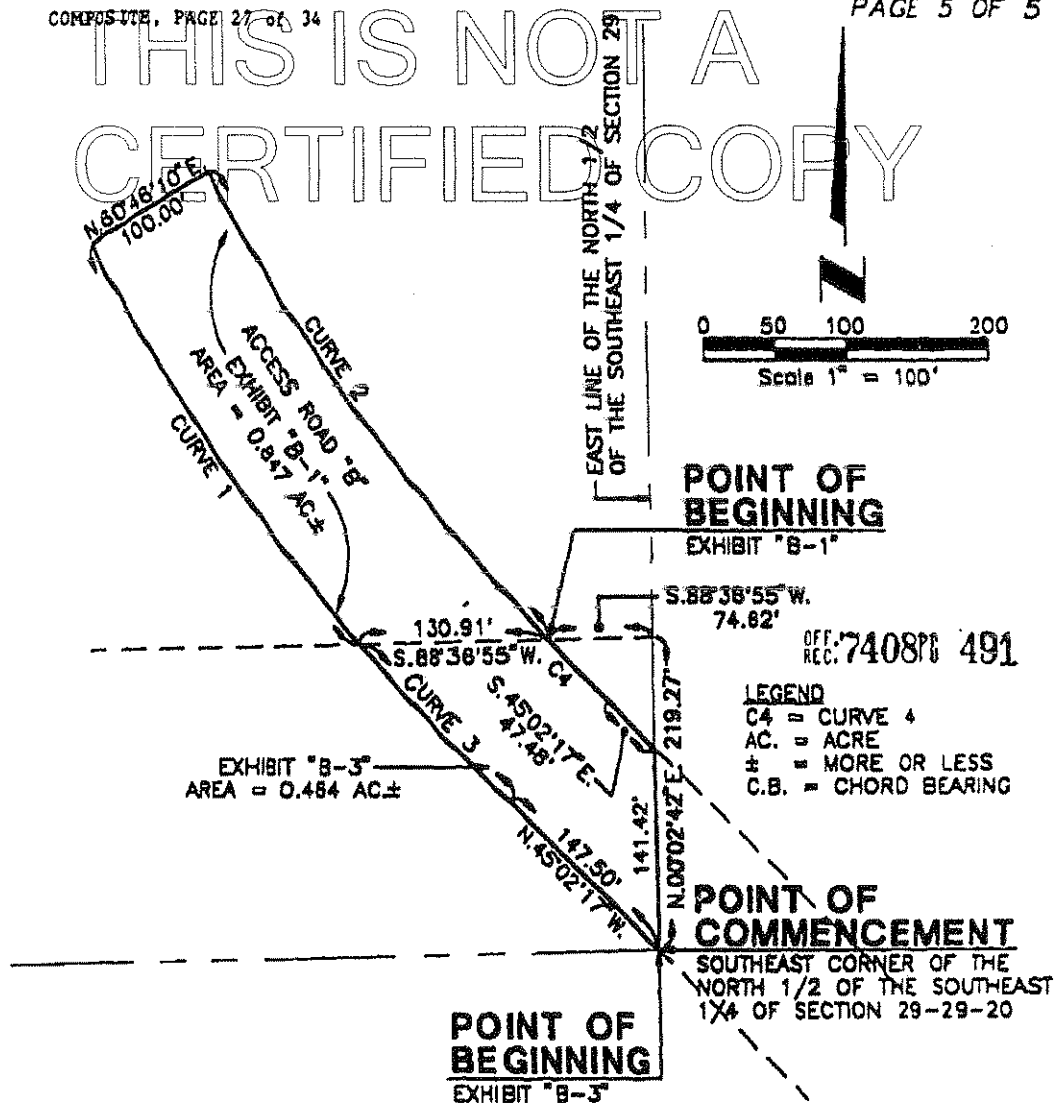 COMPOSITE, PAGE 27 of 34
PAGE 5 OF 5
THIS IS NOT A
CERTIFIED COPY
EAST LINE OF THE NORTH 1/2
OF THE SOUTHEAST 1/4 OF SECTION 29
N.60°46'10"E.
100.00'
N
0 50 100 200
Scale 1" = 100'
CURVE 2
ACCESS ROAD "B"
EXHIBIT "B-1"
AREA = 0.847 AC±
CURVE 1
POINT OF
BEGINNING
EXHIBIT "B-1"
S.88°36'55"W.
74.62'
130.91'
S.88°36'55"W.
C4
OFF. REC. 7408 PG 491
LEGEND
C4 = CURVE 4
AC. = ACRE
± = MORE OR LESS
C.B. = CHORD BEARING
CURVE 3
S.45°02'17"E.
47.48'
N.00°02'42"E. 219.27'
141.42'
EXHIBIT "B-3"
AREA = 0.464 AC±
147.50'
N.45°02'17"W.
POINT OF
COMMENCEMENT
SOUTHEAST CORNER OF THE
NORTH 1/2 OF THE SOUTHEAST
1/4 OF SECTION 29-29-20
POINT OF
BEGINNING
EXHIBIT "B-3"